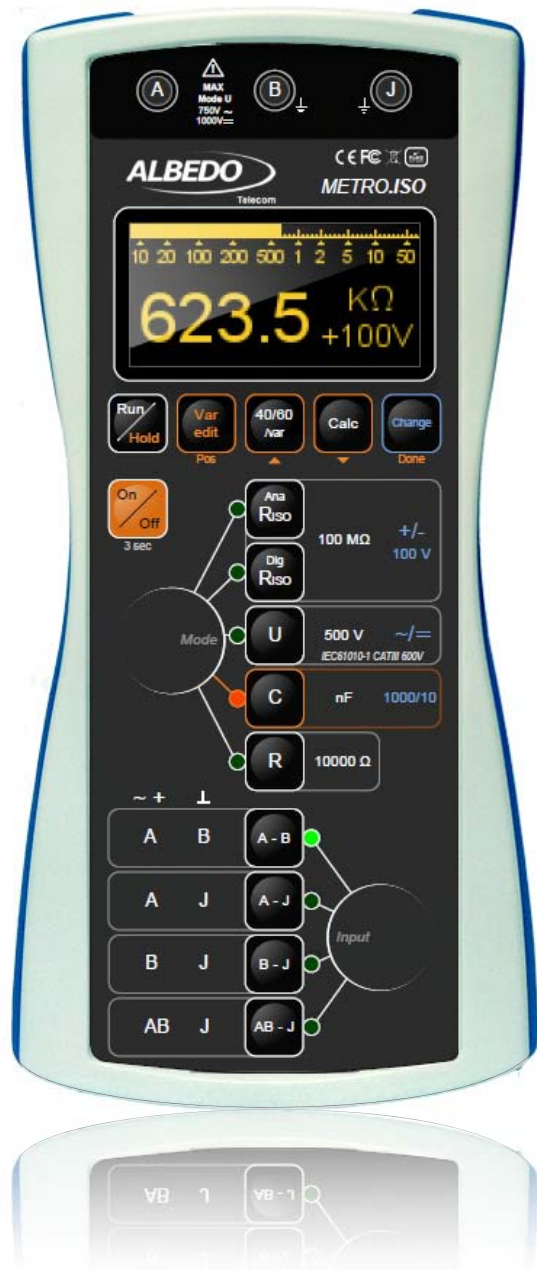 A B J
MAX
Mode U
750V ~
1000V
CE FC
ALBEDO
Telecom
METRO.ISO
10 20 100 200 500 1 2 5 10 50
623.5 KΩ
+100V
Run/Hold Var edit 40/60 /var Calc Change
Pos Done
On/Off
3 sec
Ana RISO
Dig RISO
100 MΩ +/- 100 V
Mode U 500 V ~/=
IEC61010-1 CATIII 600V
C nF 1000/10
R 10000 Ω
~ + ⊥
A B A - B
A J A - J
Input
B J B - J
AB J AB - J